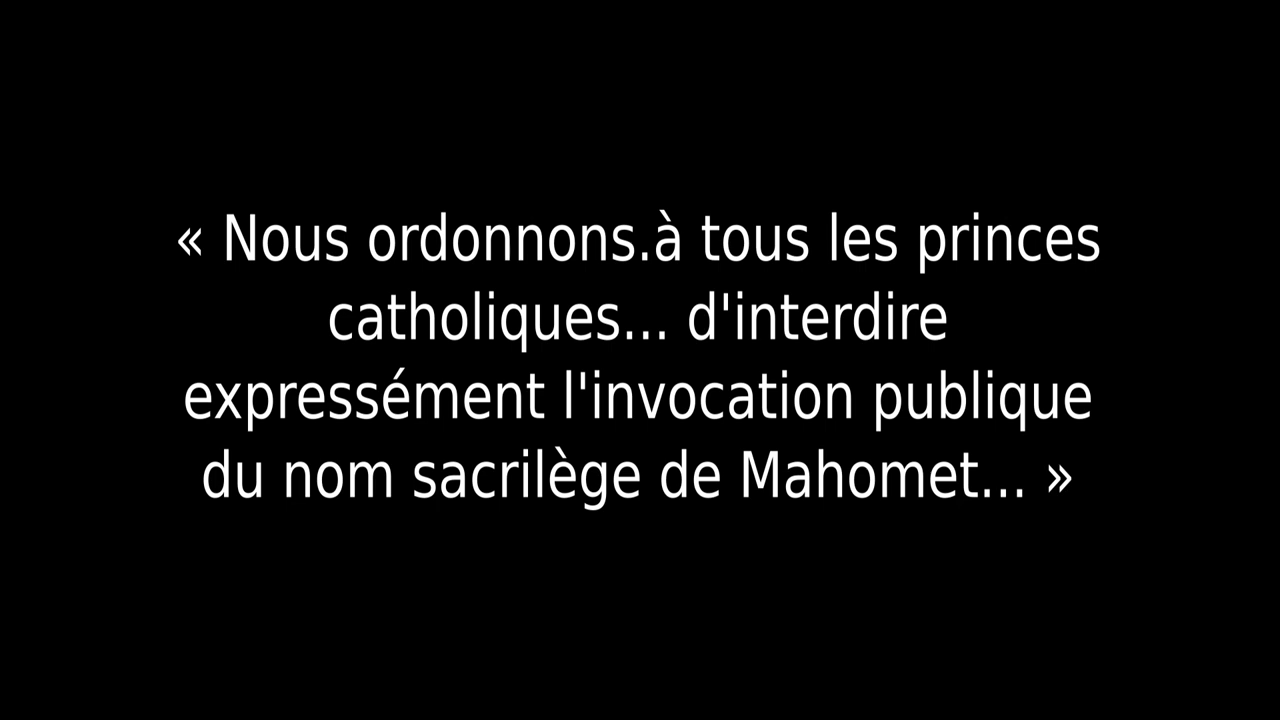 « Nous ordonnons.à tous les princes
catholiques... d'interdire
expressément l'invocation publique
du nom sacrilège de Mahomet... »